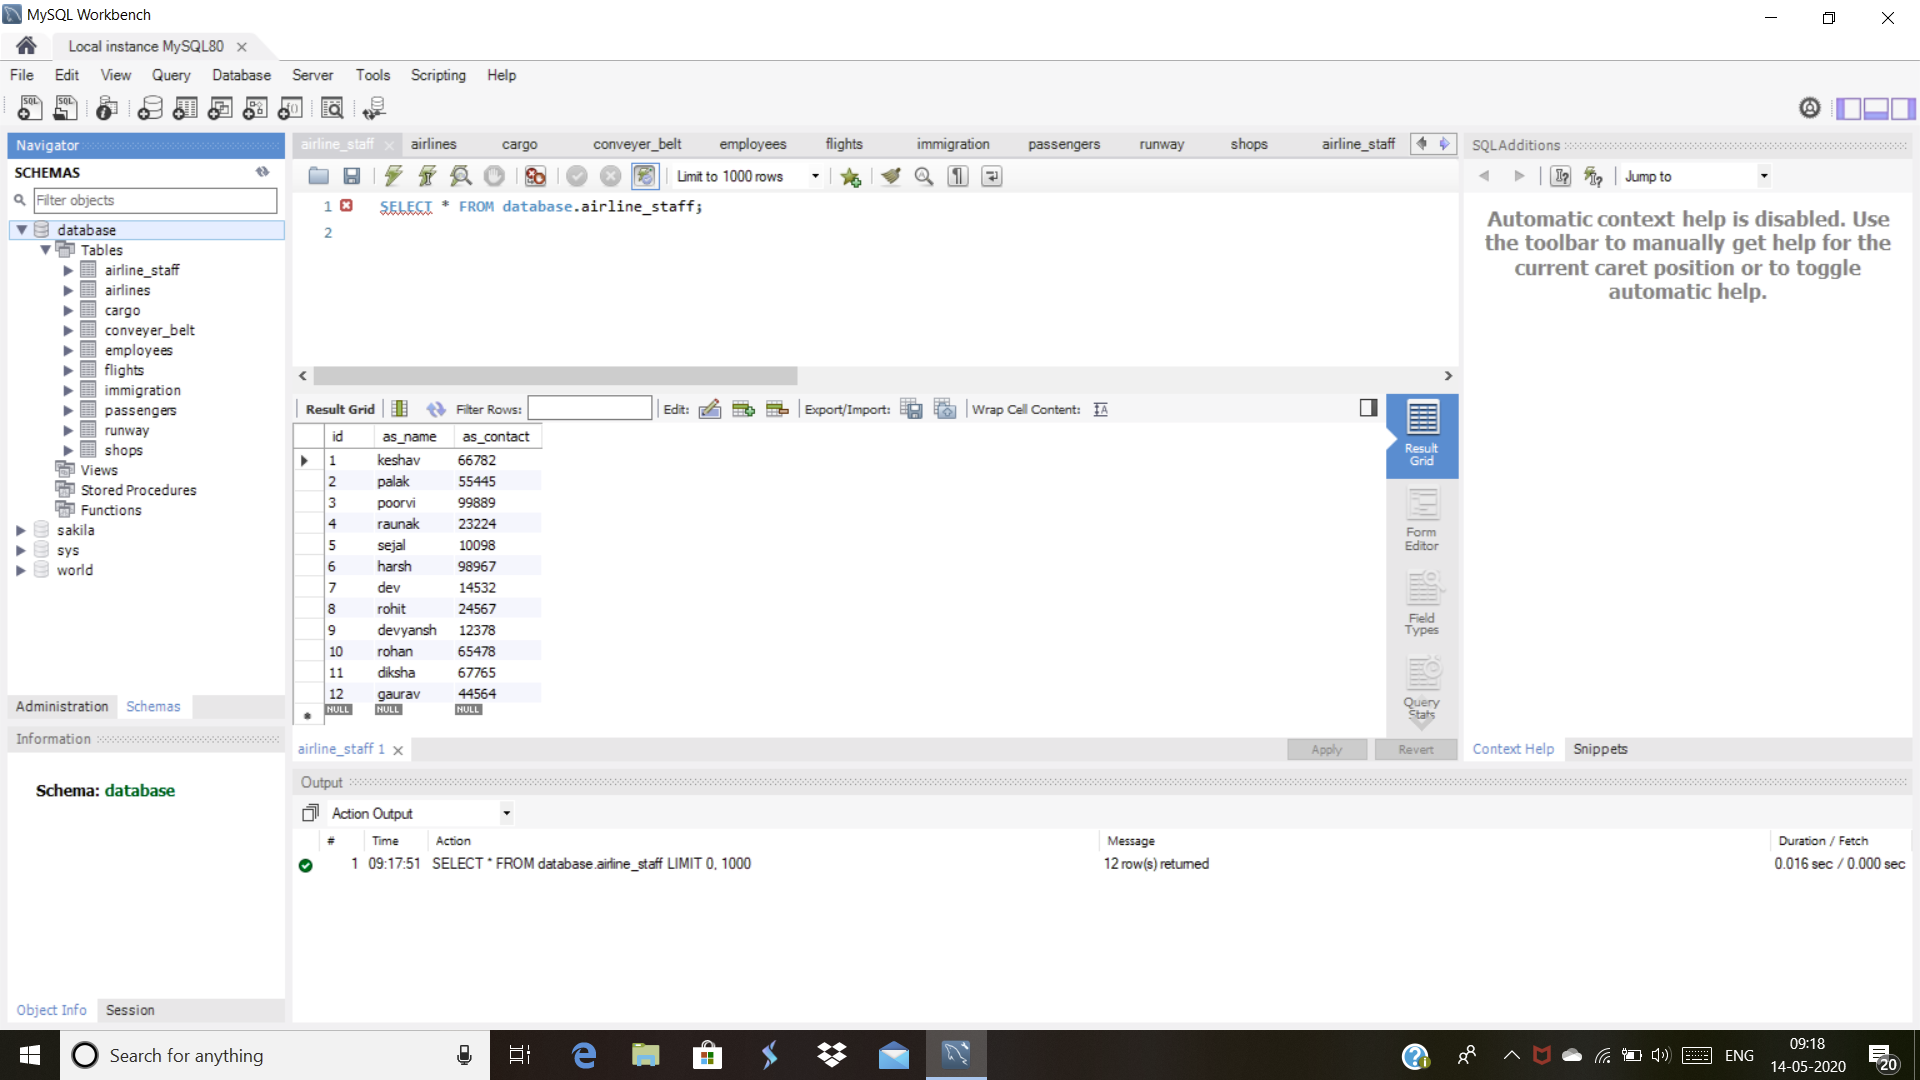 MySQL Workbench
Local instance MySQL80
File Edit View Query Database Server Tools Scripting Help
Navigator
SCHEMAS
Filter objects
database
Tables
airline_staff
airlines
cargo
conveyer_belt
employees
flights
immigration
passengers
runway
shops
Views
Stored Procedures
Functions
sakila
sys
world
Administration Schemas
Information
Schema: database
Object Info Session
airline_staff airlines cargo conveyer_belt employees flights immigration passengers runway shops airline_staff
Limit to 1000 rows
1 SELECT * FROM database.airline_staff;
2
Result Grid Filter Rows: Edit: Export/Import: Wrap Cell Content:
id as_name as_contact
1 keshav 66782
2 palak 55445
3 poorvi 99889
4 raunak 23224
5 sejal 10098
6 harsh 98967
7 dev 14532
8 rohit 24567
9 devyansh 12378
10 rohan 65478
11 diksha 67765
12 gaurav 44564
NULL NULL NULL
Result
Grid
Form
Editor
Field
Types
Query
Stats
airline_staff 1 Apply Revert
SQLAdditions
Jump to
Automatic context help is disabled. Use
the toolbar to manually get help for the
current caret position or to toggle
automatic help.
Context Help Snippets
Output
Action Output
# Time Action Message Duration / Fetch
1 09:17:51 SELECT * FROM database.airline_staff LIMIT 0, 1000 12 row(s) returned 0.016 sec / 0.000 sec
Search for anything
ENG
09:18
14-05-2020
20